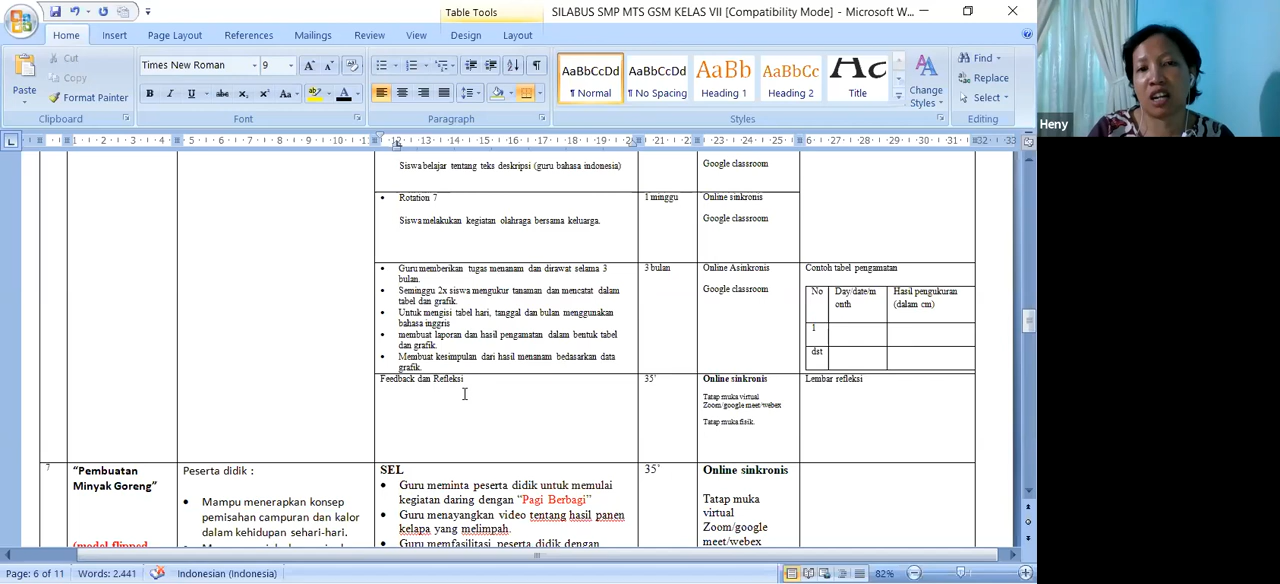 Table Tools
SILABUS SMP MTS GSM KELAS VII [Compatibility Mode] - Microsoft W...
Home
Insert
Page Layout
References
Mailings
Review
View
Design
Layout
Paste
Cut
Copy
Format Painter
Clipboard
Times New Roman
9
Font
Paragraph
AaBbCcDd
¶ Normal
AaBbCcDd
¶ No Spacing
AaBb
Heading 1
AaBbCc
Heading 2
AaBbCc
Title
Change
Styles
Styles
Find
Replace
Select
Editing
Heny
Siswa belajar tentang teks deskripsi (guru bahasa indonesia)
Google classroom
• Rotation 7
Siswa melakukan kegiatan olahraga bersama keluarga.
1 minggu
Online sinkronis
Google classroom
• Guru memberikan tugas menanam dan dirawat selama 3
bulan.
• Seminggu 2x siswa mengukur tanaman dan mencatat dalam
tabel dan grafik.
• Untuk mengisi tabel hari, tanggal dan bulan menggunakan
bahasa inggris
• membuat laporan dan hasil pengamatan dalam bentuk tabel
dan grafik.
• Membuat kesimpulan dari hasil menanam bedasarkan data
grafik.
3 bulan
Online Asinkronis
Google classroom
Contoh tabel pengamatan
No
Day/date/m
onth
Hasil pengukuran
(dalam cm)
1
dst
Feedback dan Refleksi
35’
Online sinkronis
Tatap muka virtual
Zoom/google meet/webex
Tatap muka fisik.
Lembar refleksi
7
“Pembuatan
Minyak Goreng”
(model flipped
Peserta didik :
• Mampu menerapkan konsep
pemisahan campuran dan kalor
dalam kehidupan sehari-hari.
SEL
• Guru meminta peserta didik untuk memulai
kegiatan daring dengan “Pagi Berbagi”
• Guru menayangkan video tentang hasil panen
kelapa yang melimpah.
• Guru memfasilitasi peserta didik dengan
35’
Online sinkronis
Tatap muka
virtual
Zoom/google
meet/webex
Page: 6 of 11
Words: 2.441
Indonesian (Indonesia)
82%